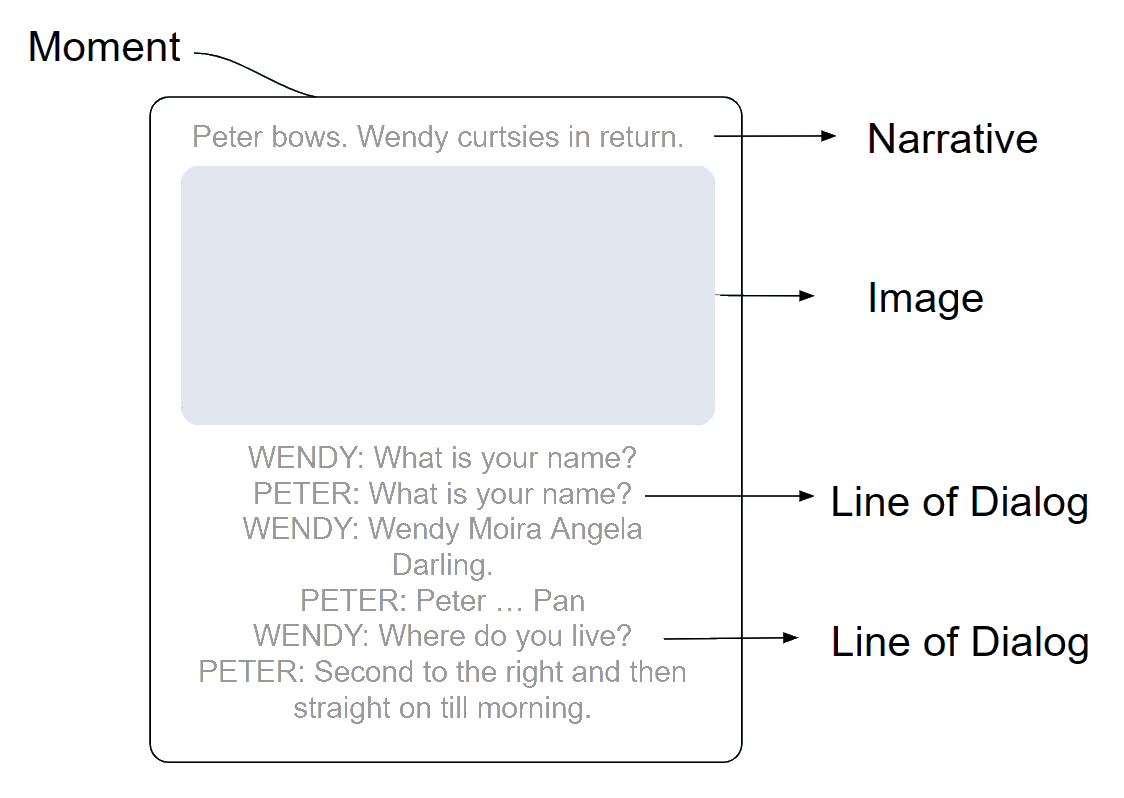 Moment
Peter bows. Wendy curtsies in return.
Narrative
Image
WENDY: What is your name?
PETER: What is your name?
Line of Dialog
WENDY: Wendy Moira Angela
Darling.
PETER: Peter … Pan
WENDY: Where do you live?
Line of Dialog
PETER: Second to the right and then
straight on till morning.